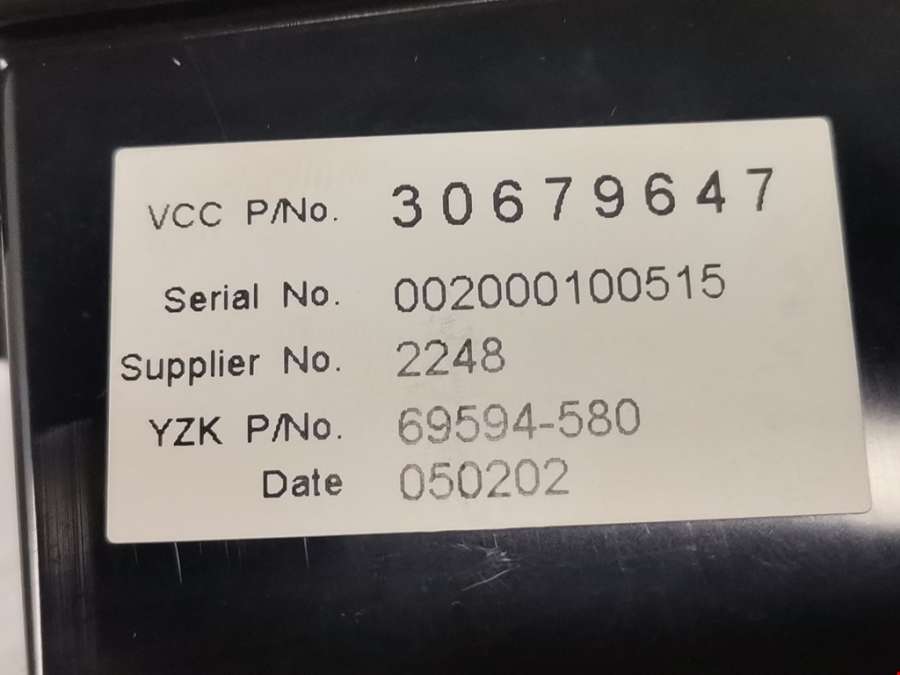 VCC P/No. 30679647
Serial No. 002000100515
Supplier No. 2248
YZK P/No. 69594-580
Date 050202